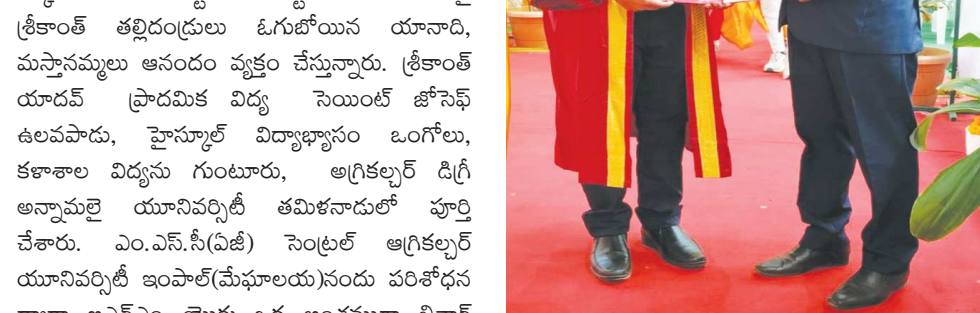 శ్రీకాంత్ తల్లిదండ్రులు ఓగుబోయిన యానాది,
మస్తానమ్మలు ఆనందం వ్యక్తం చేస్తున్నారు. శ్రీకాంత్
యాదవ్ ప్రాదమిక విద్య సెయింట్ జోసెఫ్
ఉలవపాడు, హైస్కూల్ విద్యాభ్యాసం ఒంగోలు,
కళాశాల విద్యను గుంటూరు, అగ్రికల్చర్ డిగ్రీ
అన్నామలై యూనివర్సిటీ తమిళనాడులో పూర్తి
చేశారు. ఎం.ఎస్.సీ(ఏజీ) సెంట్రల్ ఆగ్రికల్చర్
యూనివర్సిటీ ఇంపాల్(మేఘాలయ)నందు పరిశోధన